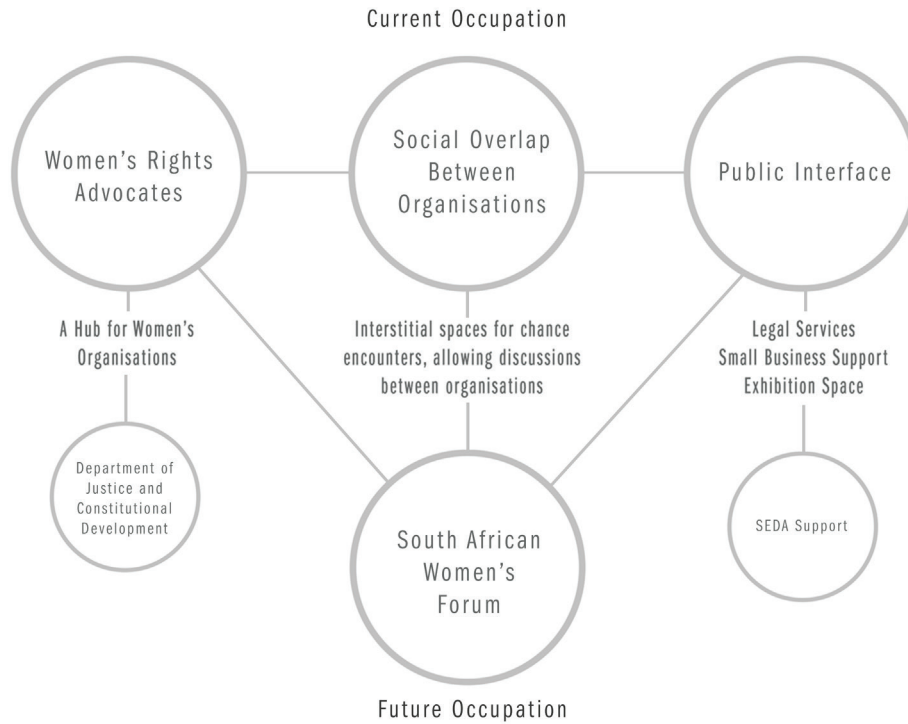 Current Occupation
Women's Rights
Advocates
Social Overlap
Between
Organisations
Public Interface
A Hub for Women's
Organisations
Interstitial spaces for chance
encounters, allowing discussions
between organisations
Legal Services
Small Business Support
Exhibition Space
Department of
Justice and
Constitutional
Development
South African
Women's
Forum
SEDA Support
Future Occupation